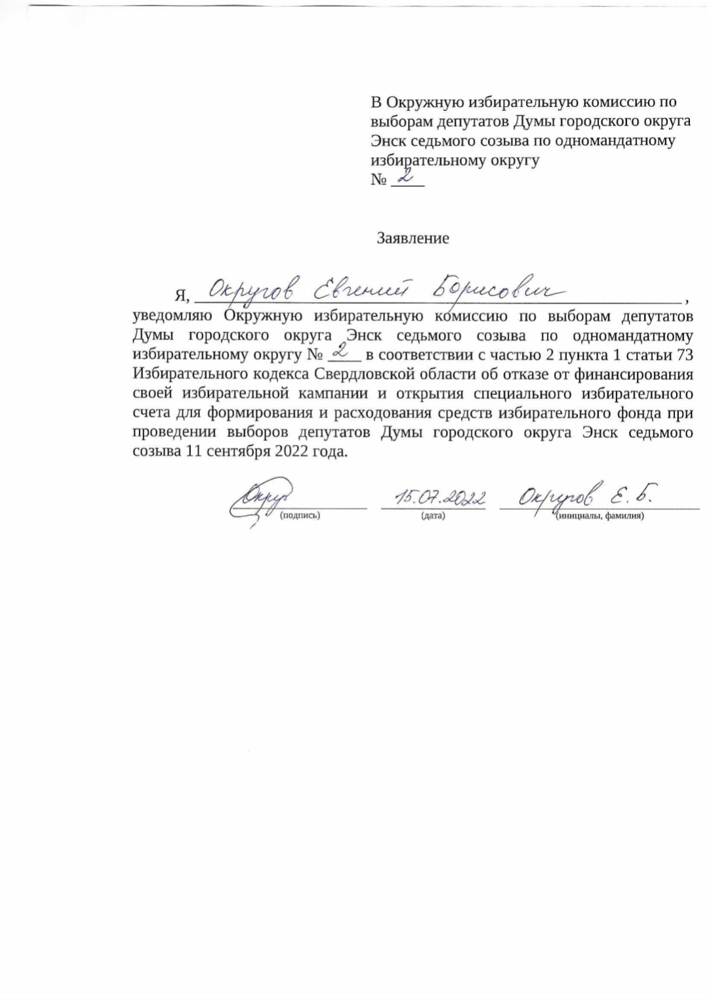 В Окружную избирательную комиссию по
выборам депутатов Думы городского округа
Энск седьмого созыва по одномандатному
избирательному округу
№ 2
Заявление
Я, Округов Евгений Борисович,
уведомляю Окружную избирательную комиссию по выборам депутатов
Думы городского округа Энск седьмого созыва по одномандатному
избирательному округу № 2 в соответствии с частью 2 пункта 1 статьи 73
Избирательного кодекса Свердловской области об отказе от финансирования
своей избирательной кампании и открытия специального избирательного
счета для формирования и расходования средств избирательного фонда при
проведении выборов депутатов Думы городского округа Энск седьмого
созыва 11 сентября 2022 года.
Округ 15.07.2022 Округов Е. Б.
(подпись) (дата) (инициалы, фамилия)